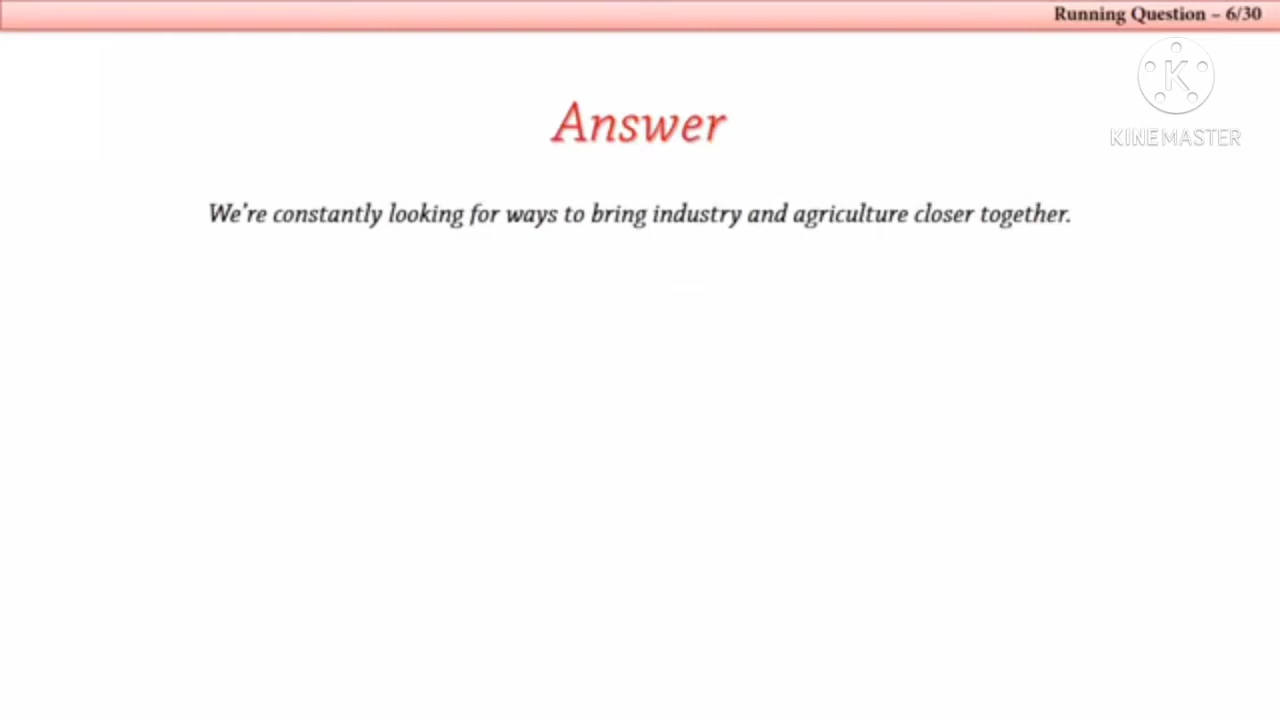 Running Question – 6/30
K
KINEMASTER
Answer
We're constantly looking for ways to bring industry and agriculture closer together.